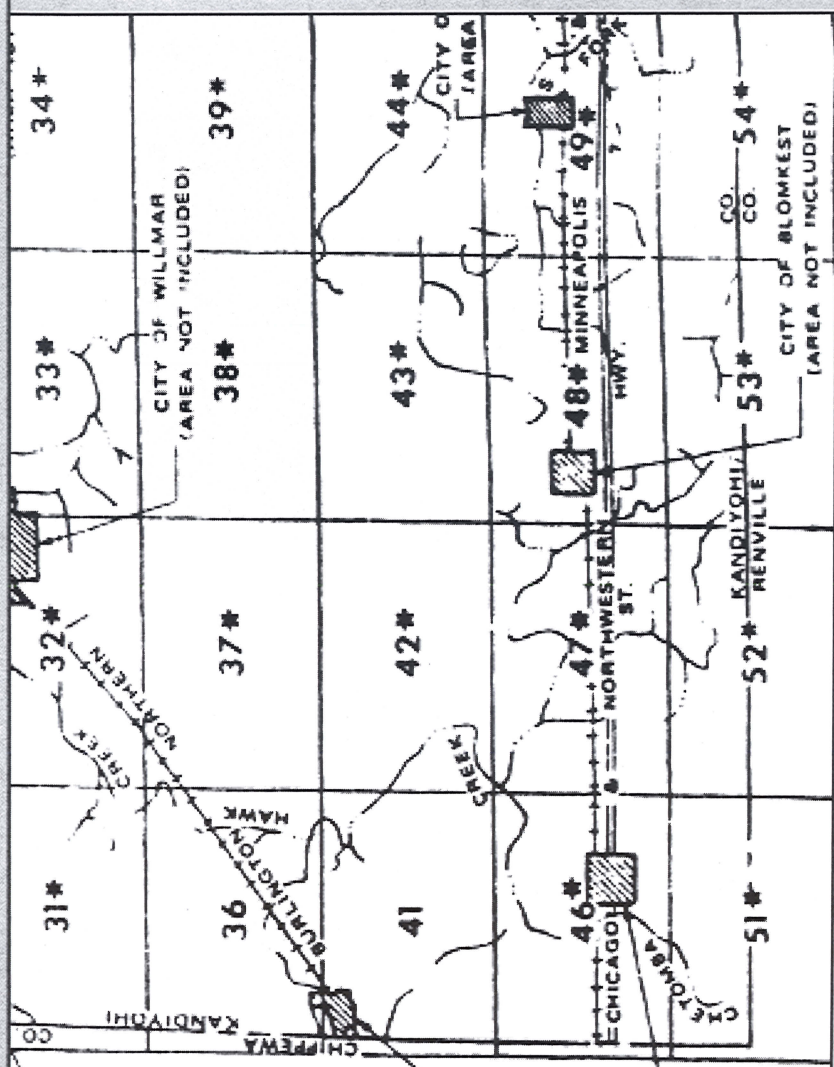 31*
32*
33*
34*
CREEK
NORTHERN
CITY OF WILLMAR
(AREA NOT INCLUDED)
CO
KANDIYOHI
CHIPPEWA
36
37*
38*
39*
HAWK
BURLINGTON
41
42*
43*
44*
CREEK
CITY O
(AREA
46*
47*
48*
49*
MINNEAPOLIS
CHICAGO & NORTHWESTERN
ST.
HWY.
CHETOMBA
KANDIYOHI CO.
RENVILLE CO.
51*
52*
53*
54*
CITY OF BLOMKEST
(AREA NOT INCLUDED)